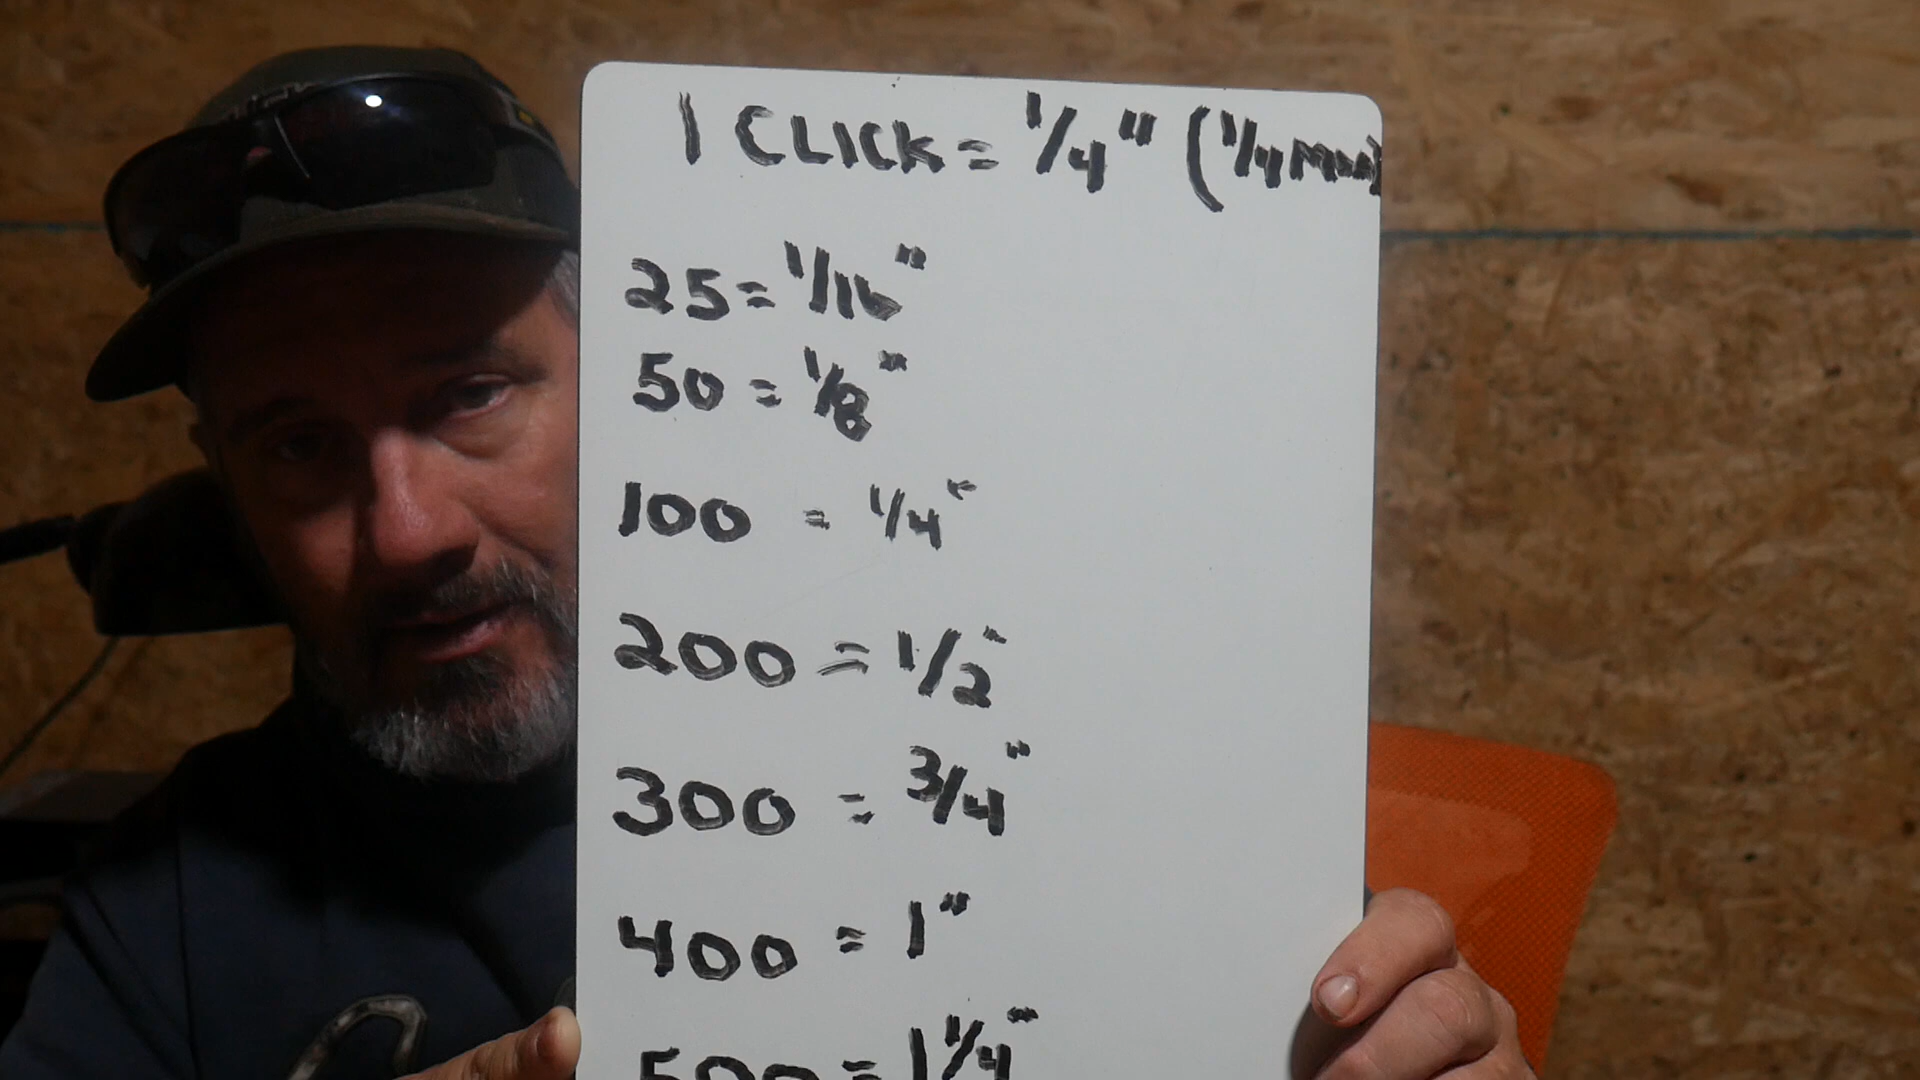 1 CLICK = 1/4" (1/4 MOA)
25 = 1/16"
50 = 1/8"
100 = 1/4"
200 = 1/2"
300 = 3/4"
400 = 1"
500 = 1 1/4"